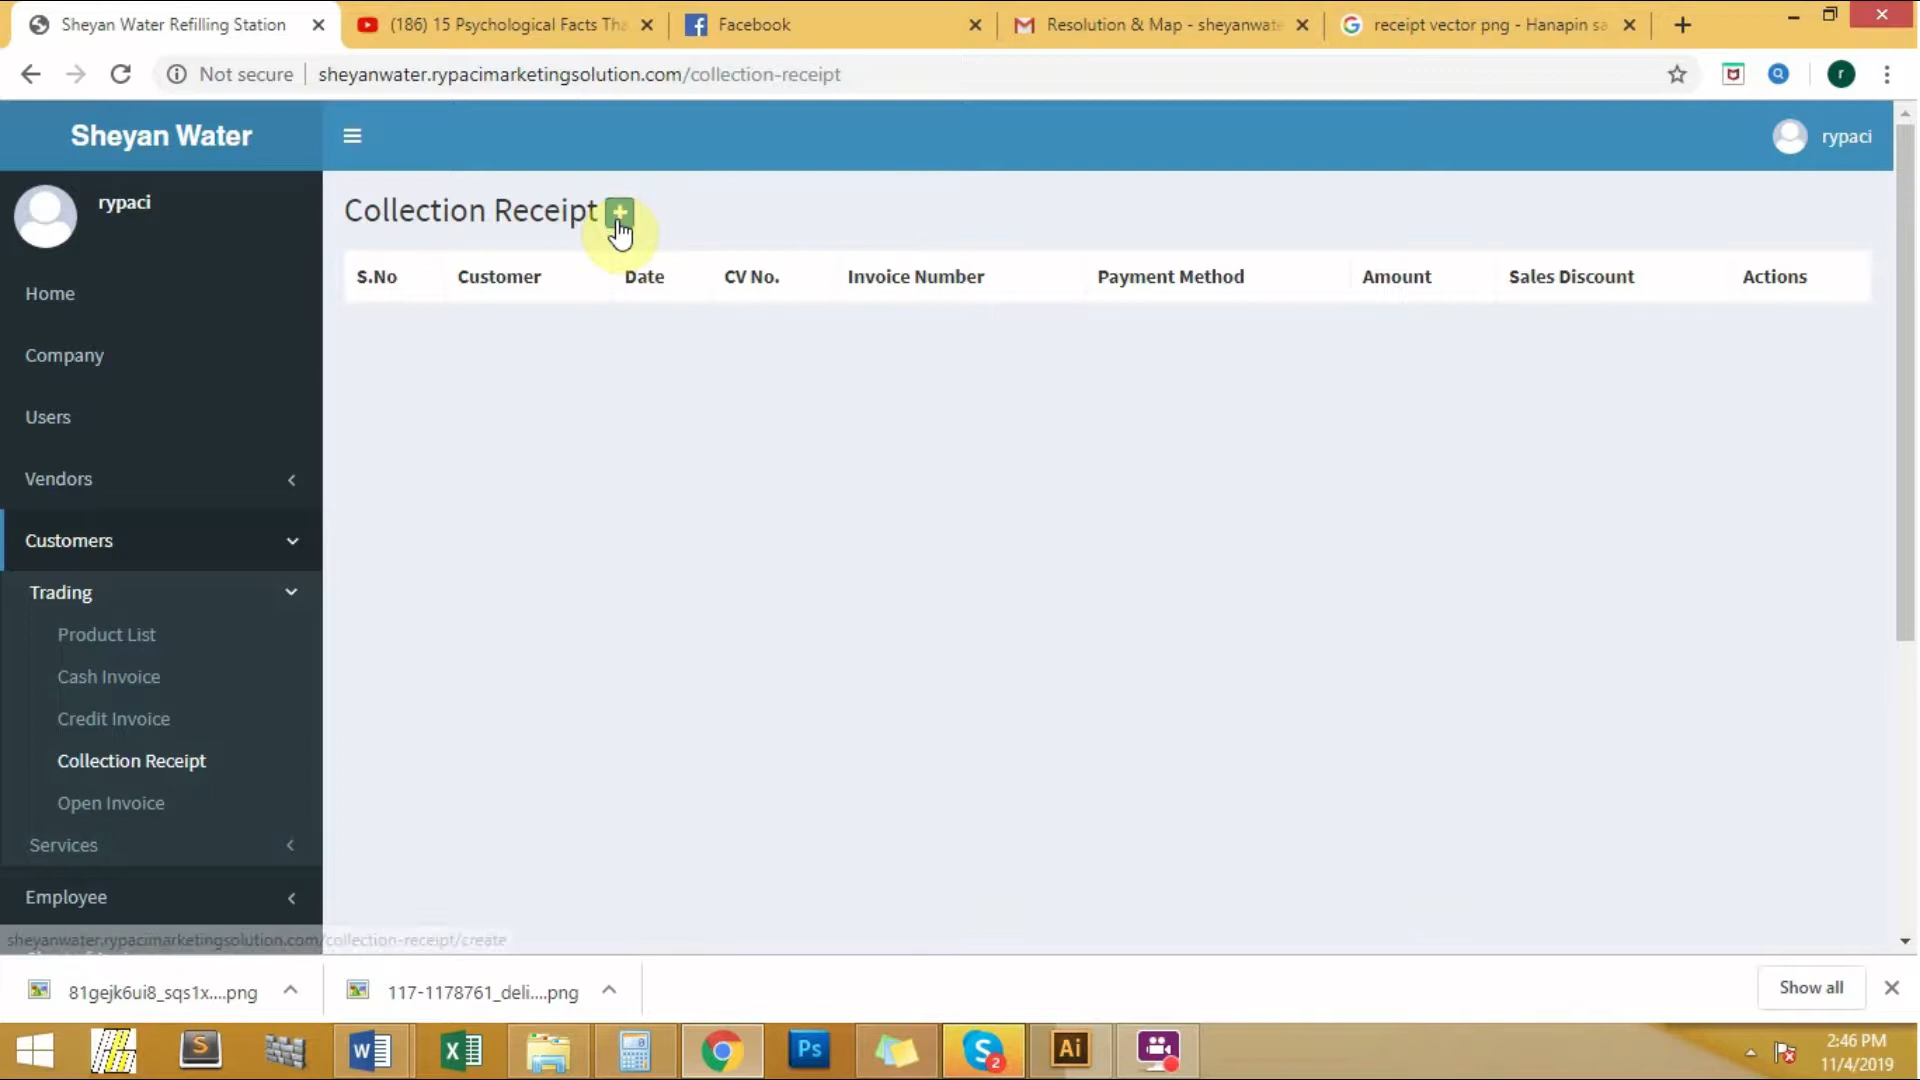 Sheyan Water Refilling Station
(186) 15 Psychological Facts Tha
Facebook
Resolution & Map - sheyanwate
receipt vector png - Hanapin sa
Not secure
sheyanwater.rypacimarketingsolution.com/collection-receipt
r
Sheyan Water
rypaci
rypaci
Collection Receipt
S.No
Customer
Date
CV No.
Invoice Number
Payment Method
Amount
Sales Discount
Actions
Home
Company
Users
Vendors
Customers
Trading
Product List
Cash Invoice
Credit Invoice
Collection Receipt
Open Invoice
Services
Employee
sheyanwater.rypacimarketingsolution.com/collection-receipt/create
81gejk6ui8_sqs1x....png
117-1178761_deli....png
Show all
Ps
Ai
2
2:46 PM
11/4/2019